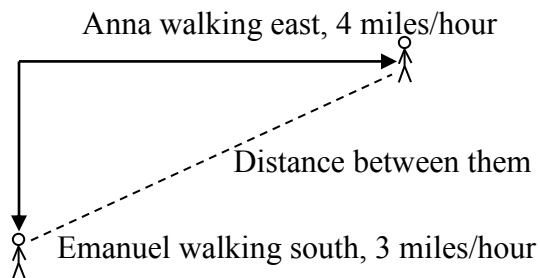 Anna walking east, 4 miles/hour
Distance between them
Emanuel walking south, 3 miles/hour